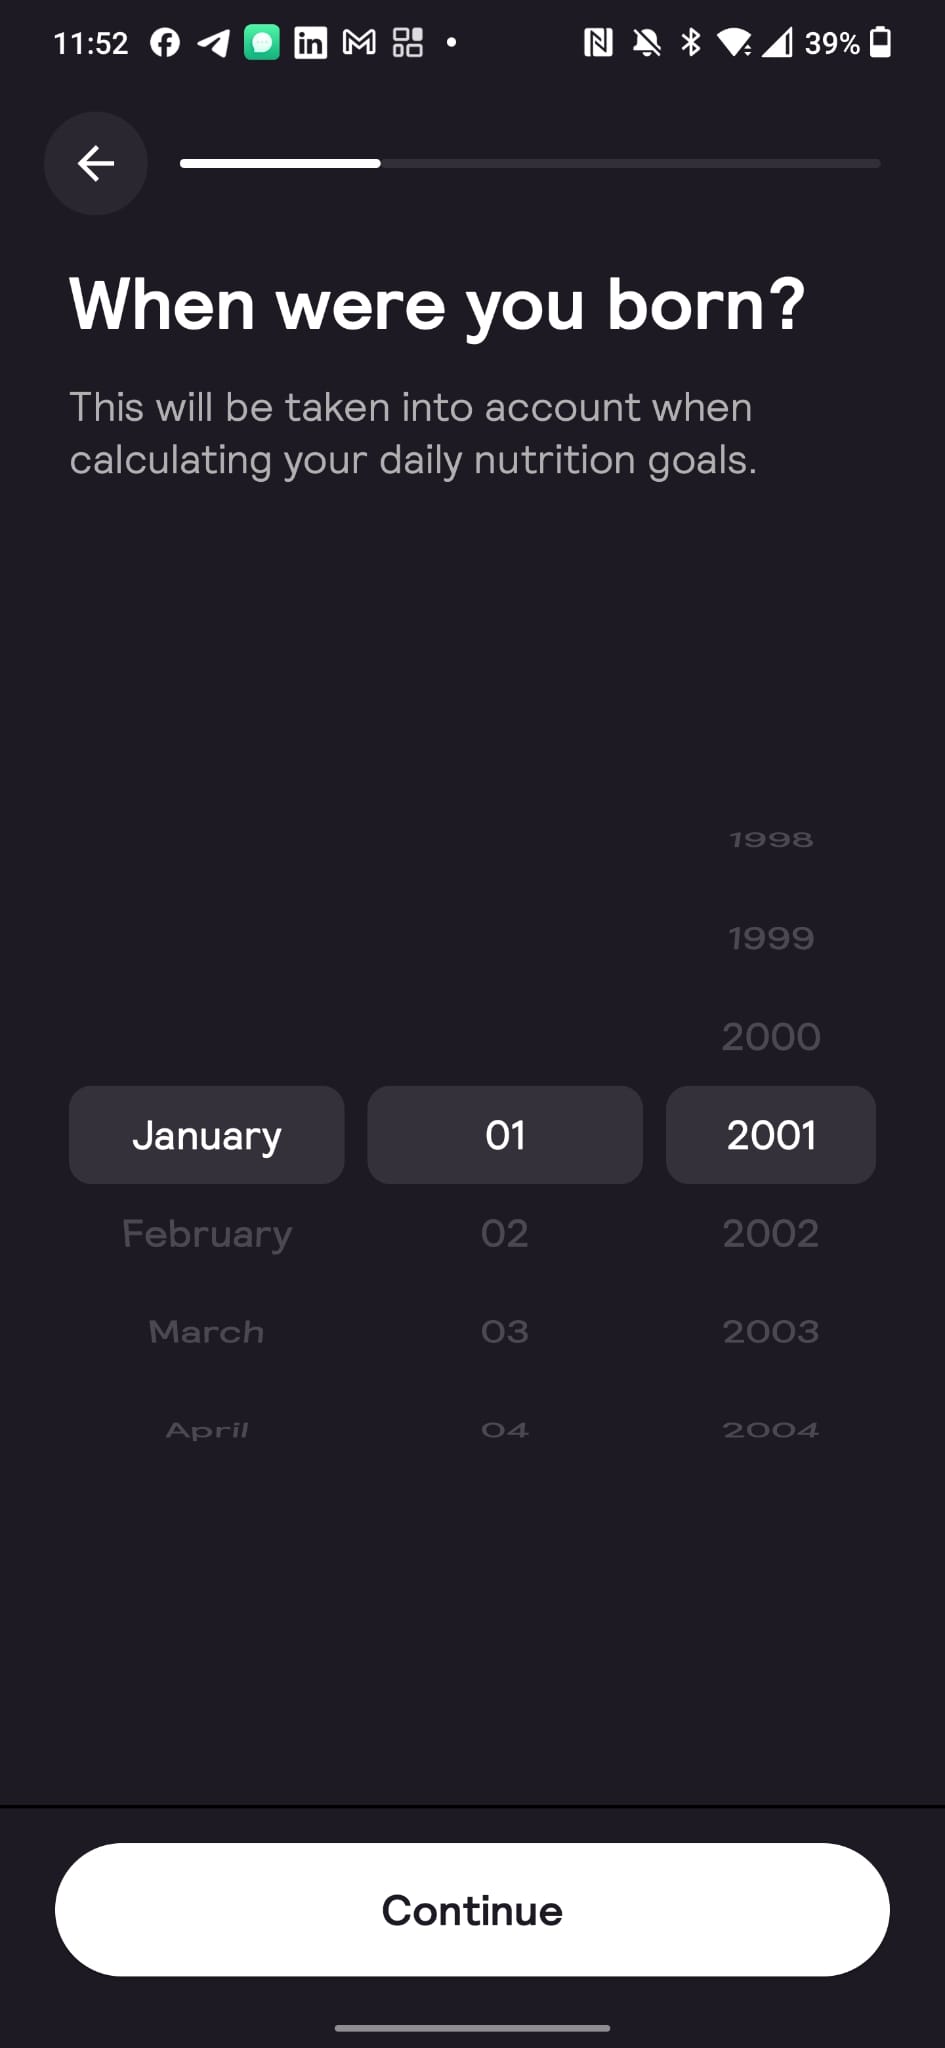 11:52 in 39%
When were you born?
This will be taken into account when
calculating your daily nutrition goals.
1998
1999
2000
January 01 2001
February 02 2002
March 03 2003
April 04 2004
Continue